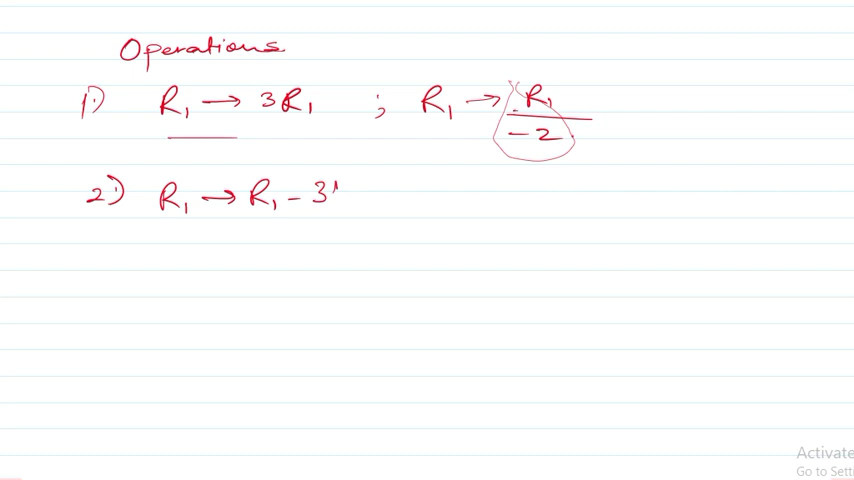 Operations
1) R₁ → 3R₁ ; R₁ → R₁ / -2
2) R₁ → R₁ - 3
Activate
Go to Setti